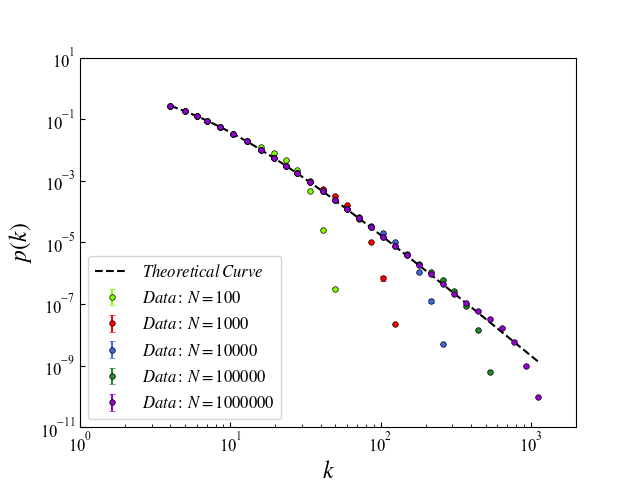 10^1
10^-1
10^-3
10^-5
10^-7
10^-9
10^-11
p(k)
Theoretical Curve
Data: N = 100
Data: N = 1000
Data: N = 10000
Data: N = 100000
Data: N = 1000000
10^0 10^1 10^2 10^3
k